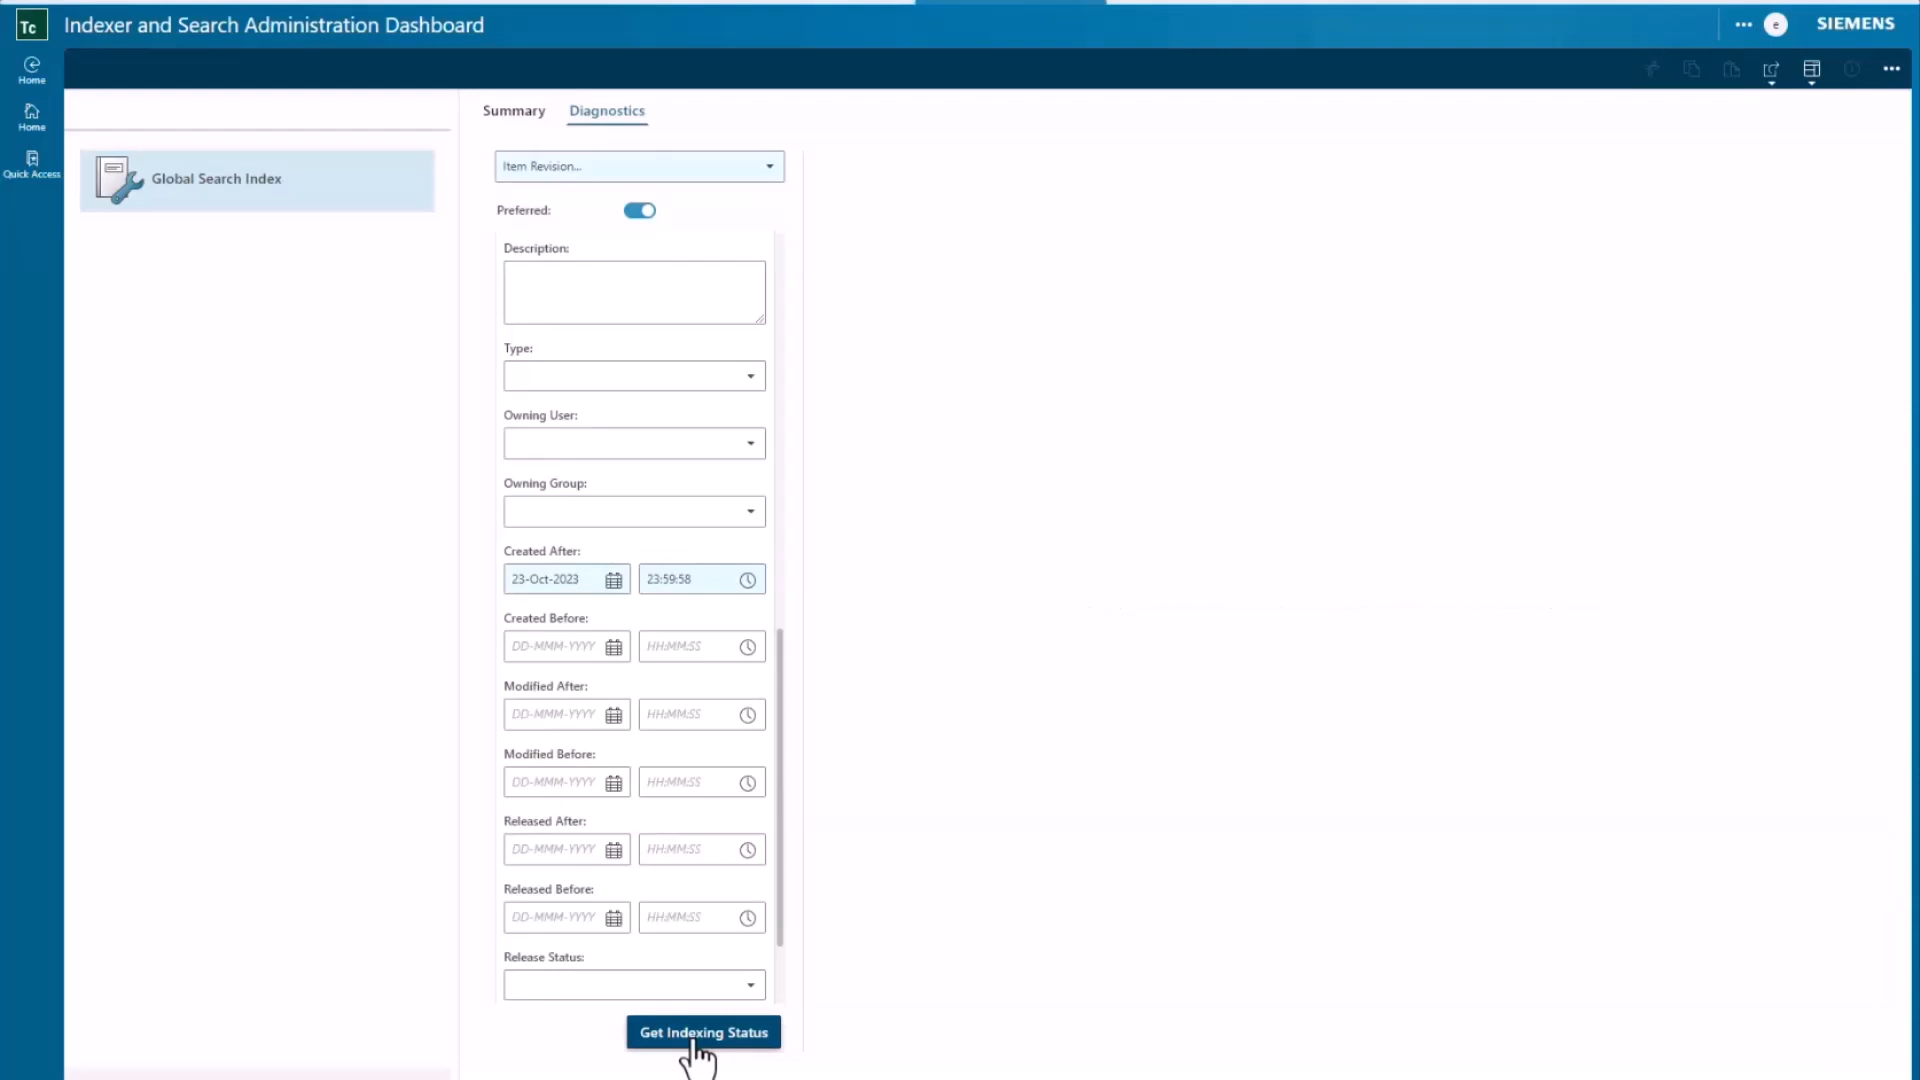 Tc Indexer and Search Administration Dashboard
e
SIEMENS
Home
Home
Quick Access
Global Search Index
Summary
Diagnostics
Item Revision...
Preferred:
Description:
Type:
Owning User:
Owning Group:
Created After:
23-Oct-2023 23:59:58
Created Before:
DD-MMM-YYYY HH:MM:SS
Modified After:
DD-MMM-YYYY HH:MM:SS
Modified Before:
DD-MMM-YYYY HH:MM:SS
Released After:
DD-MMM-YYYY HH:MM:SS
Released Before:
DD-MMM-YYYY HH:MM:SS
Release Status:
Get Indexing Status